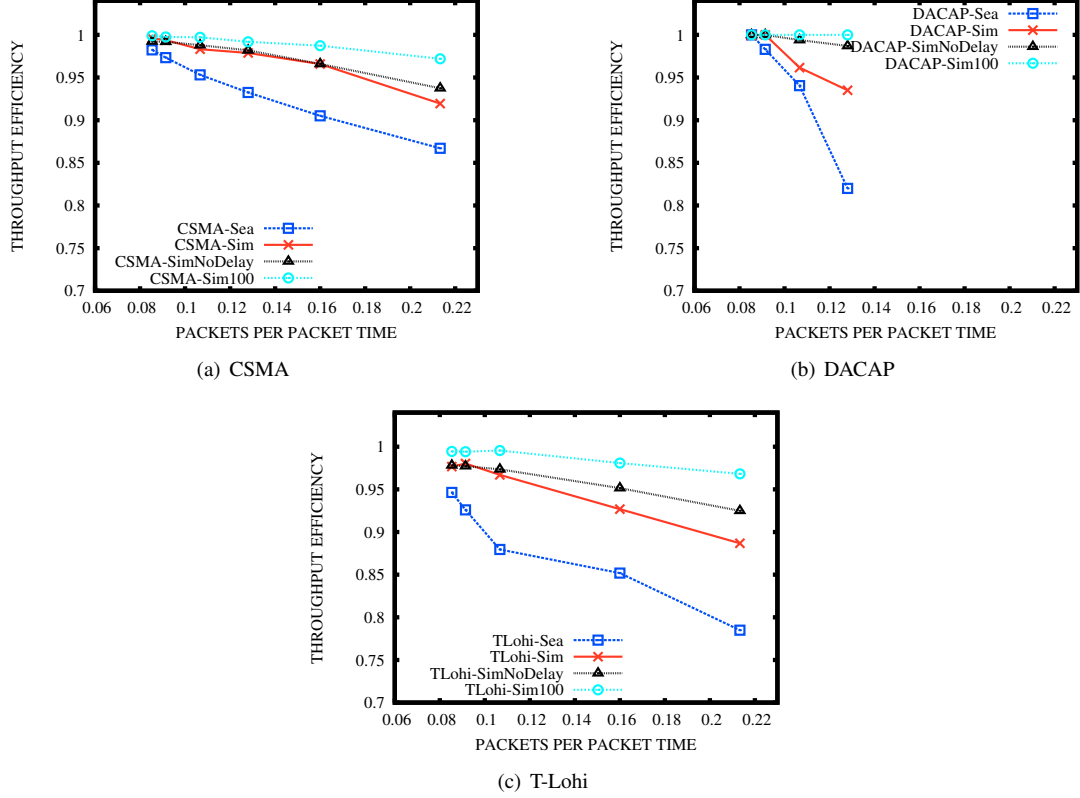 THROUGHPUT EFFICIENCY
1
0.95
0.9
0.85
0.8
0.75
0.7
CSMA-Sea
CSMA-Sim
CSMA-SimNoDelay
CSMA-Sim100
0.06 0.08 0.1 0.12 0.14 0.16 0.18 0.2 0.22
PACKETS PER PACKET TIME
(a) CSMA
THROUGHPUT EFFICIENCY
1
0.95
0.9
0.85
0.8
0.75
0.7
DACAP-Sea
DACAP-Sim
DACAP-SimNoDelay
DACAP-Sim100
0.06 0.08 0.1 0.12 0.14 0.16 0.18 0.2 0.22
PACKETS PER PACKET TIME
(b) DACAP
THROUGHPUT EFFICIENCY
1
0.95
0.9
0.85
0.8
0.75
0.7
TLohi-Sea
TLohi-Sim
TLohi-SimNoDelay
TLohi-Sim100
0.06 0.08 0.1 0.12 0.14 0.16 0.18 0.2 0.22
PACKETS PER PACKET TIME
(c) T-Lohi